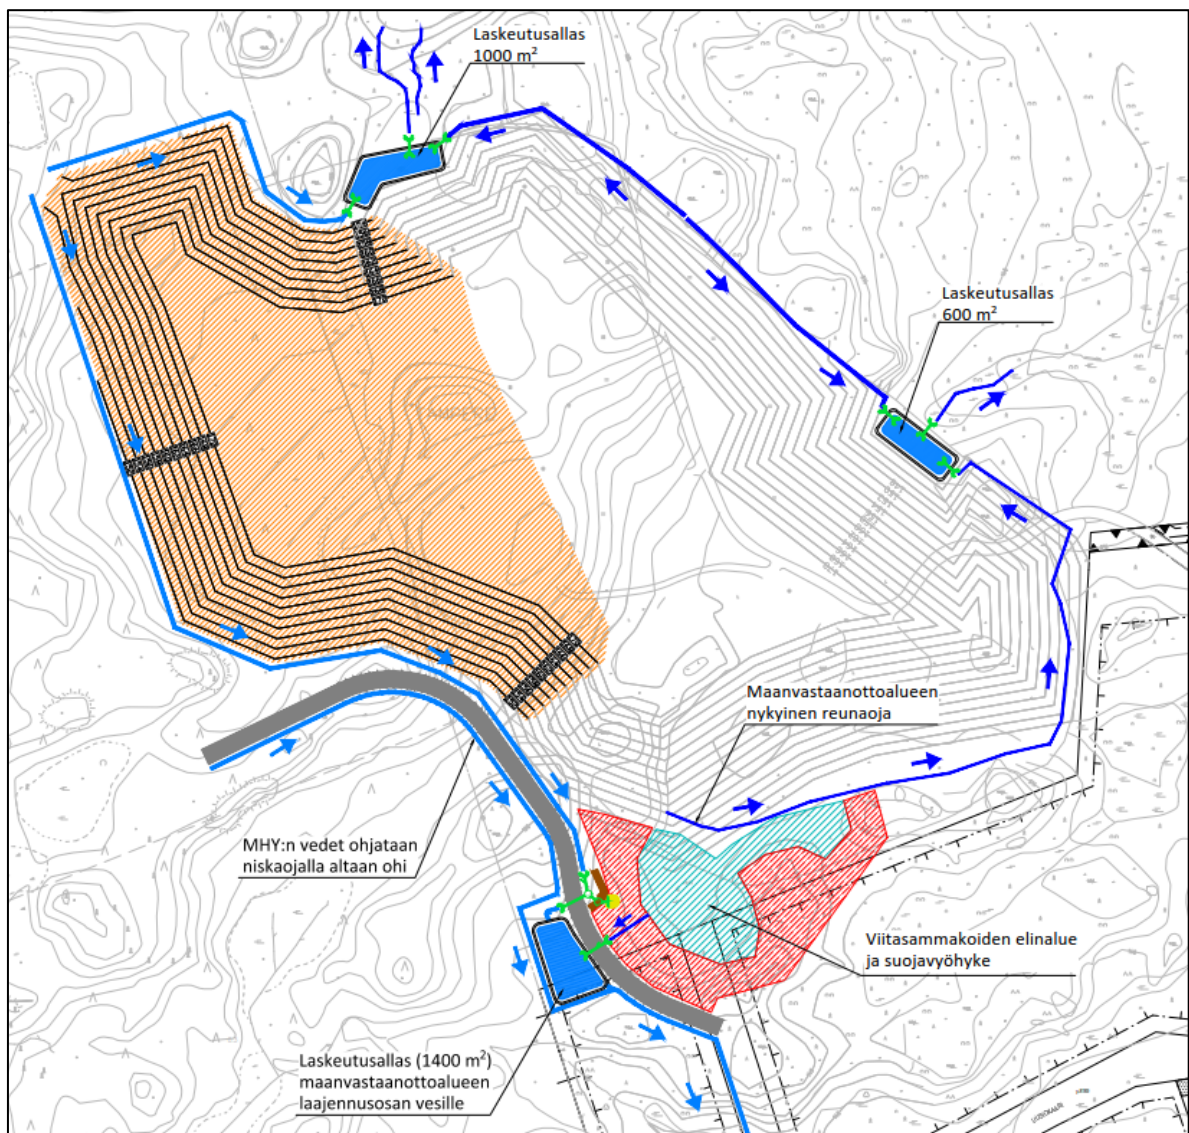 Laskeutusallas
1000 m²
Laskeutusallas
600 m²
Maanvastaanottoalueen
nykyinen reunaoja
MHY:n vedet ohjataan
niskaojalla altaan ohi
Viitasammakoiden elinalue
ja suojavyöhyke
Laskeutusallas (1400 m²)
maanvastaanottoalueen
laajennusosan vesille